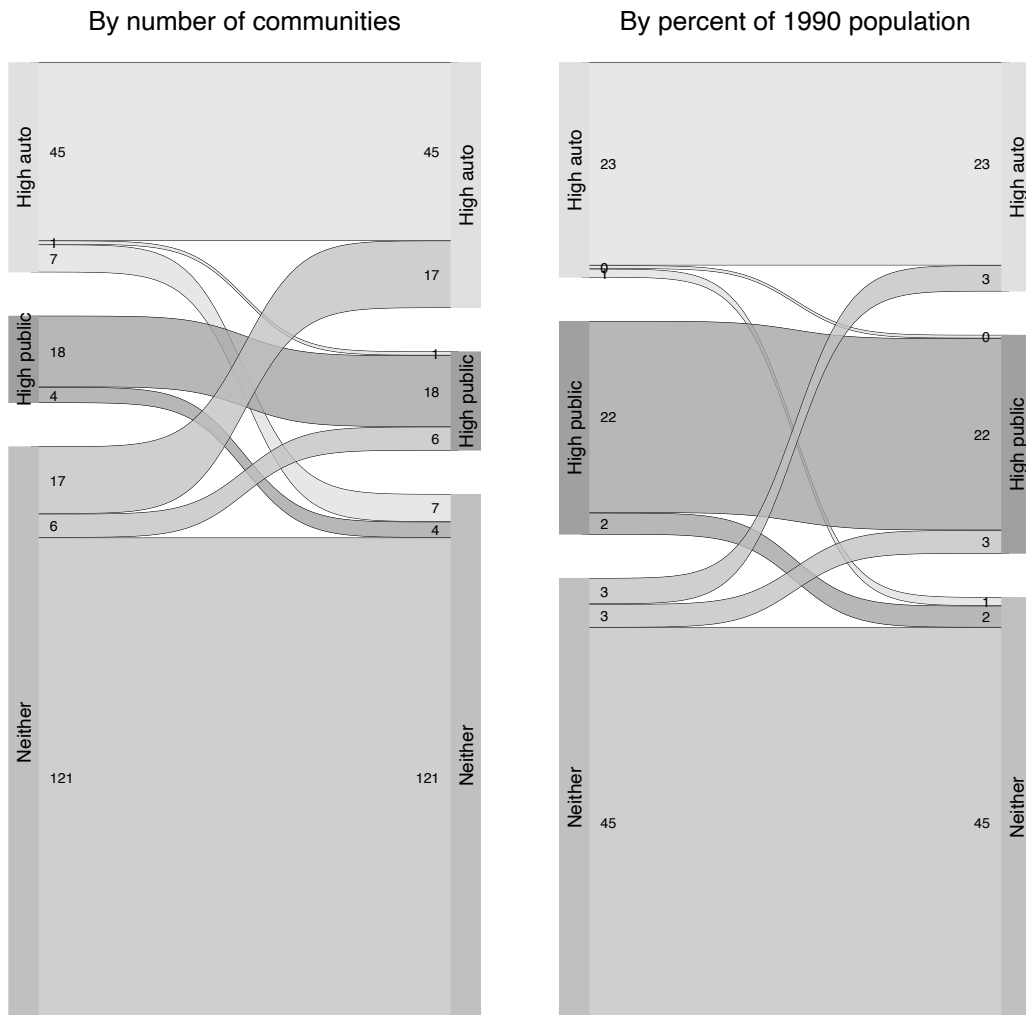 By number of communities
High auto
High public
Neither
45
1
7
18
4
17
6
121
45
17
1
18
6
7
4
121
High auto
High public
Neither
By percent of 1990 population
High auto
High public
Neither
23
0
1
22
2
3
3
45
23
3
0
22
3
1
2
45
High auto
High public
Neither